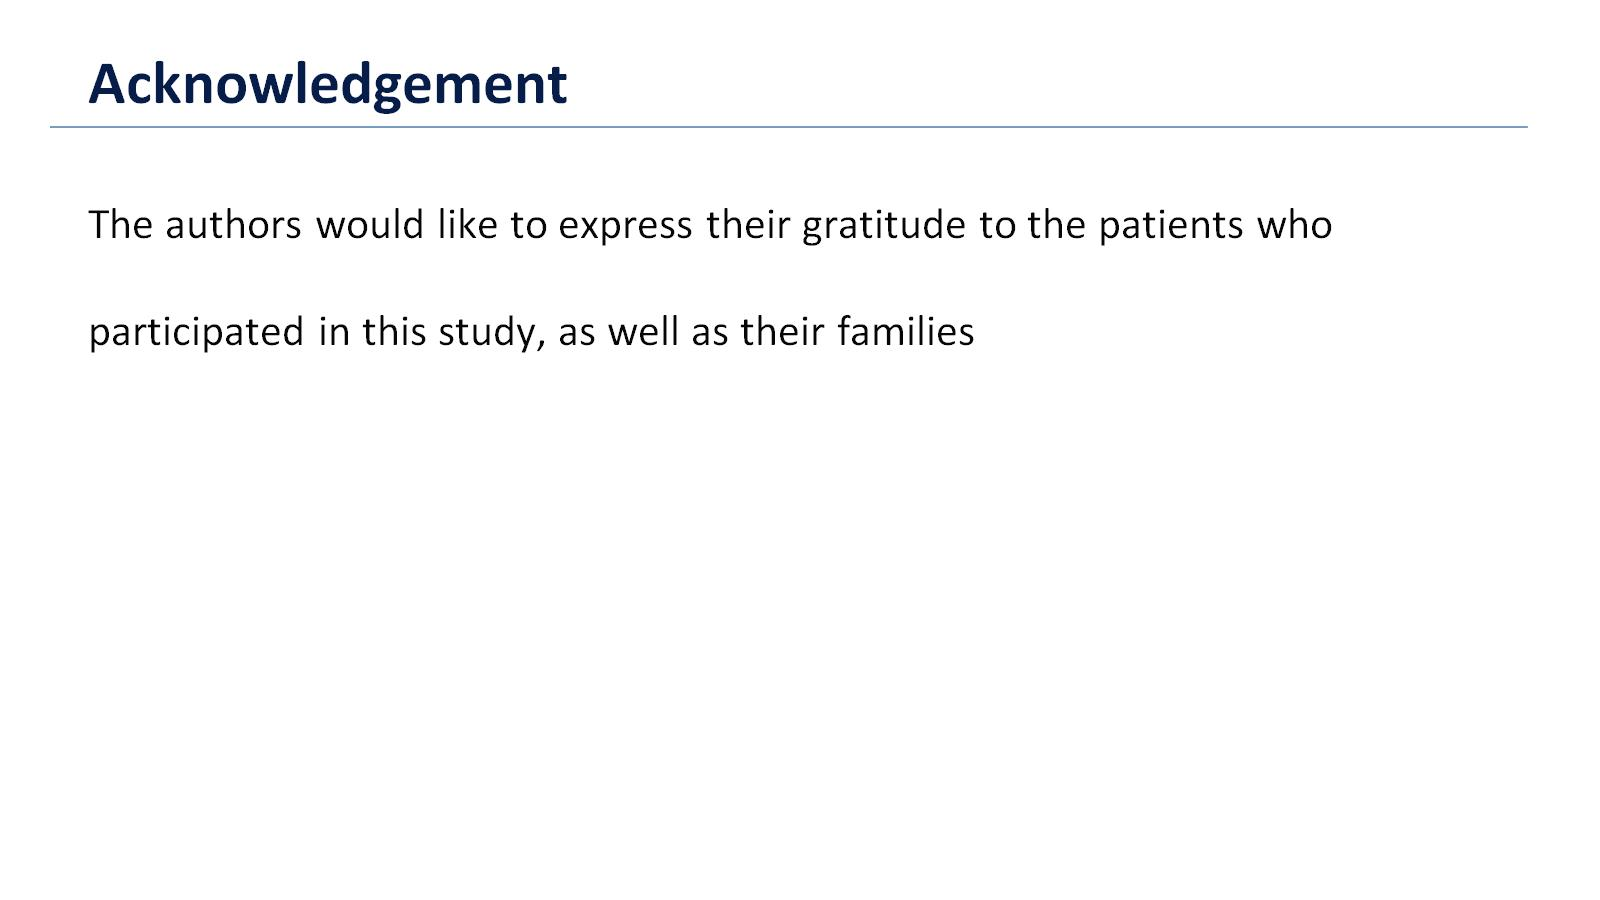 Acknowledgement
The authors would like to express their gratitude to the patients who
participated in this study, as well as their families